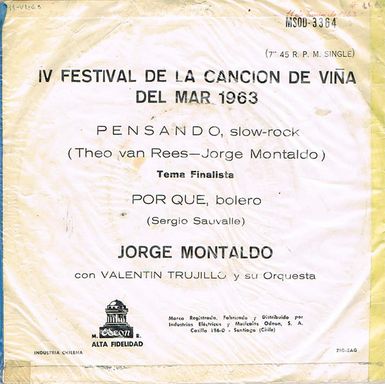 MSOD-3364
(7" 45 R. P. M. SINGLE)
IV FESTIVAL DE LA CANCION DE VIÑA
DEL MAR 1963
PENSANDO, slow-rock
(Theo van Rees—Jorge Montaldo)
Tema Finalista
POR QUE, bolero
(Sergio Sauvalle)
JORGE MONTALDO
con VALENTIN TRUJILLO y su Orquesta
M. Odeon R.
ALTA FIDELIDAD
Marca Registrada. Fabricado y Distribuido por
Industrias Eléctricas y Musicales Odeon, S. A.
Casilla 186-D - Santiago (Chile)
INDUSTRIA CHILENA